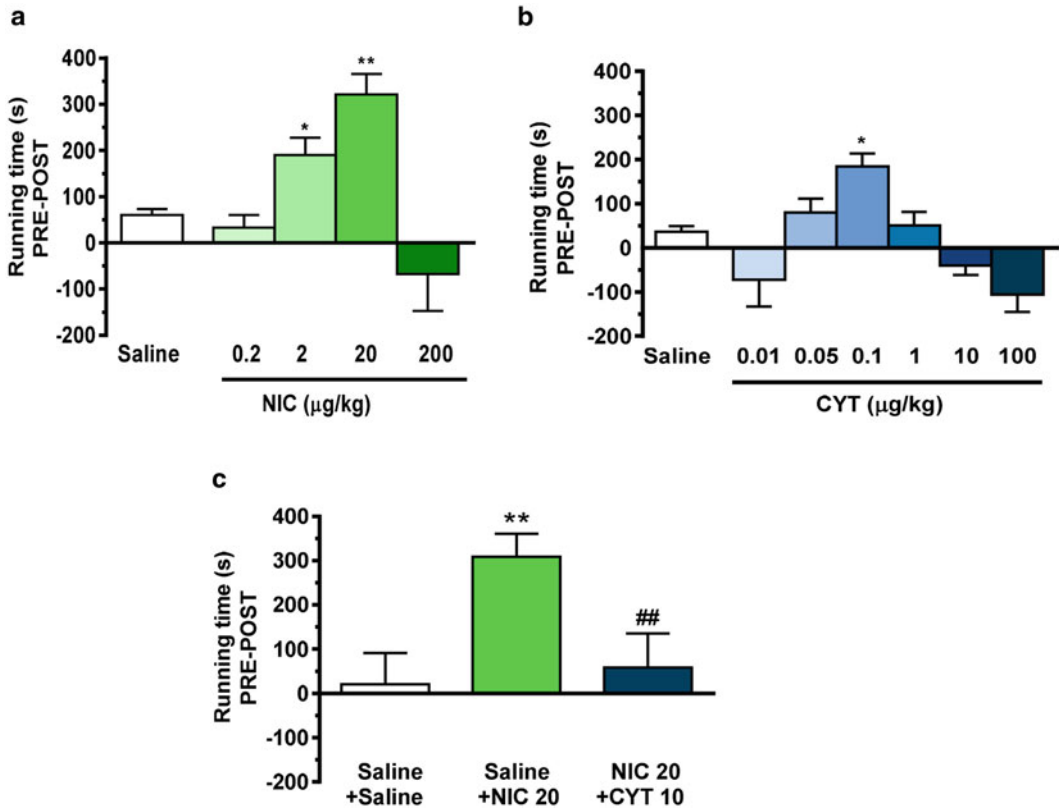 a
Running time (s)
PRE-POST
400
300
200
100
0
-100
-200
*
**
Saline
0.2 2 20 200
NIC (μg/kg)
b
Running time (s)
PRE-POST
400
300
200
100
0
-100
-200
*
Saline
0.01 0.05 0.1 1 10 100
CYT (μg/kg)
c
Running time (s)
PRE-POST
400
300
200
100
0
-100
-200
**
##
Saline Saline NIC 20
+Saline +NIC 20 +CYT 10